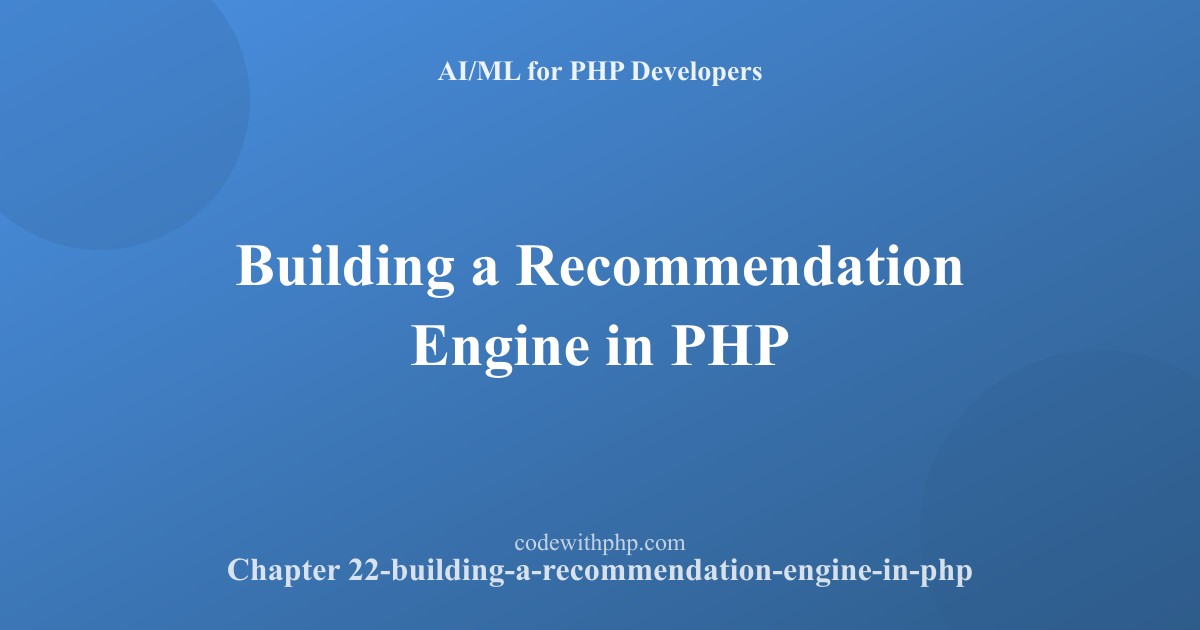 AI/ML for PHP Developers
Building a Recommendation
Engine in PHP
codewithphp.com
Chapter 22-building-a-recommendation-engine-in-php